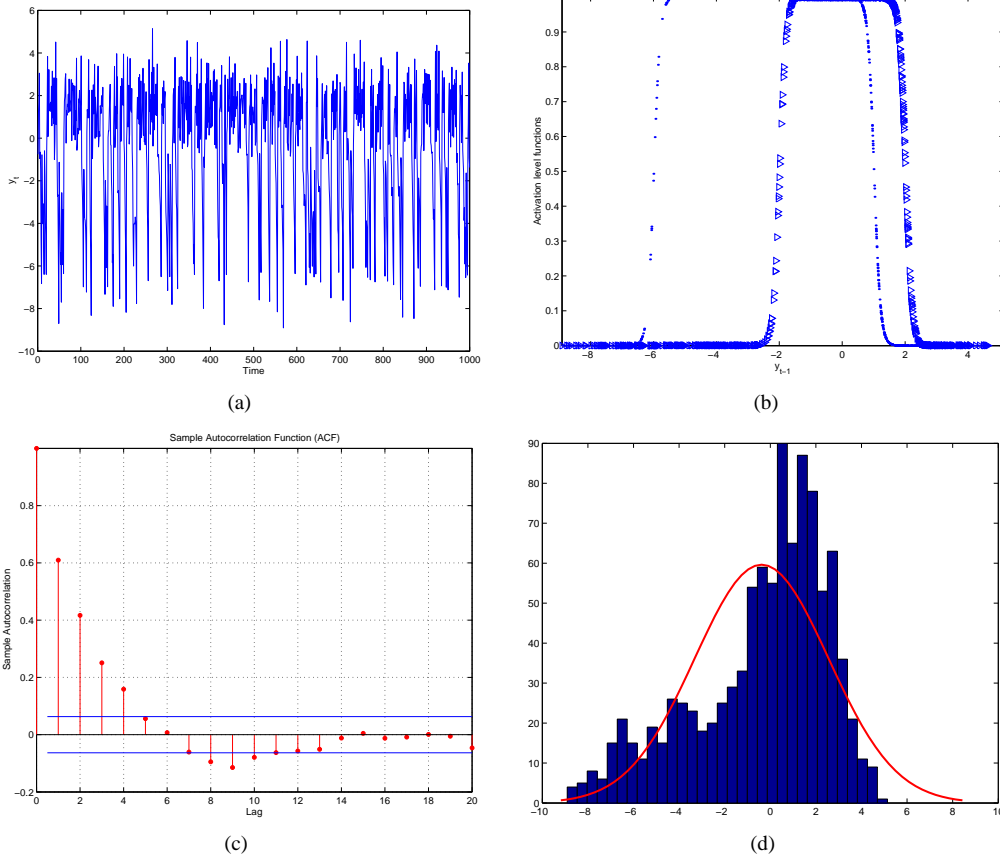 6
4
2
0
−2
−4
−6
−8
−10
y_t
0 100 200 300 400 500 600 700 800 900 1000
Time
(a)
0.9
0.8
0.7
0.6
0.5
0.4
0.3
0.2
0.1
0
Activation level functions
−8 −6 −4 −2 0 2 4
y_{t−1}
(b)
Sample Autocorrelation Function (ACF)
0.8
0.6
0.4
0.2
0
−0.2
Sample Autocorrelation
0 2 4 6 8 10 12 14 16 18 20
Lag
(c)
90
80
70
60
50
40
30
20
10
0
−10 −8 −6 −4 −2 0 2 4 6 8 10
(d)